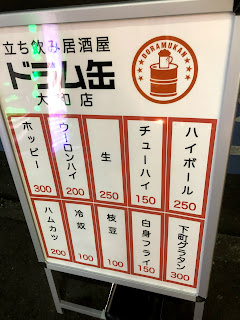 立ち飲み居酒屋
ドラム缶
大和店
DORAMUKAN
ハイボール
250
チューハイ
150
生
250
ウーロンハイ
200
ホッピー
300
下町グラタン
300
白身フライ
150
枝豆
100
冷奴
100
ハムカツ
200